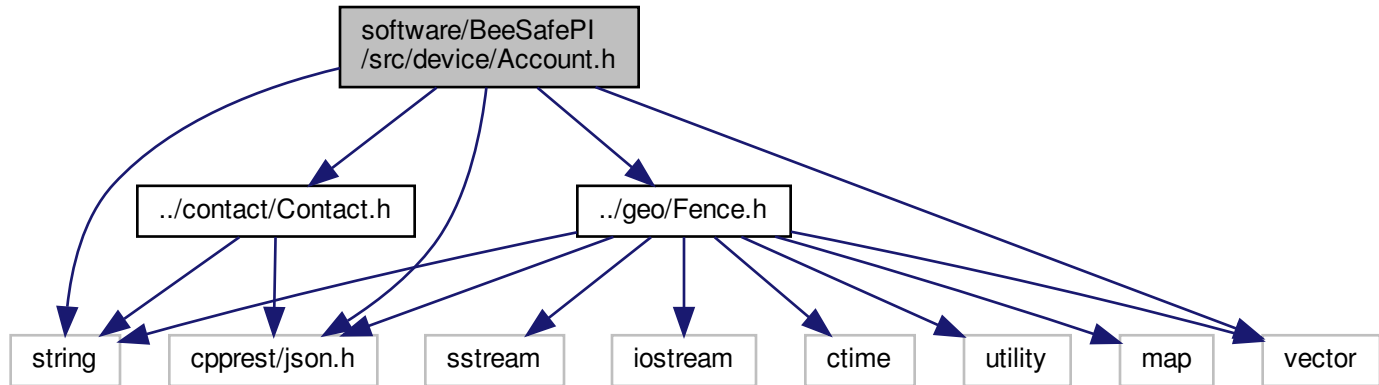 software/BeeSafePI
/src/device/Account.h
../contact/Contact.h
../geo/Fence.h
string
cpprest/json.h
sstream
iostream
ctime
utility
map
vector